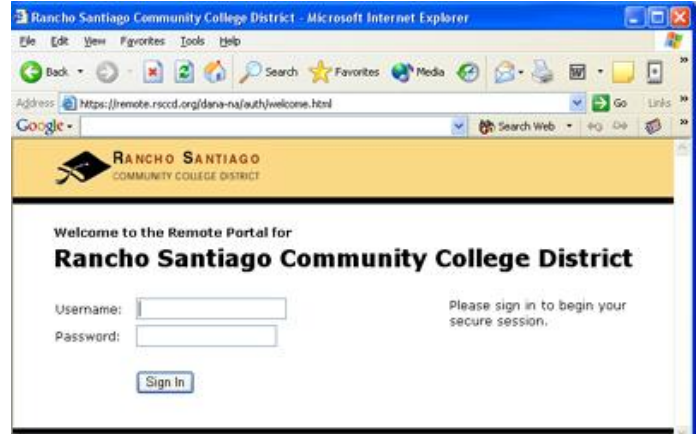 Rancho Santiago Community College District - Microsoft Internet Explorer
File Edit View Favorites Tools Help
Back Search Favorites Media
Address https://remote.rsccd.org/dana-na/auth/welcome.html Go Links »
Google Search Web »
RANCHO SANTIAGO
COMMUNITY COLLEGE DISTRICT
Welcome to the Remote Portal for
Rancho Santiago Community College District
Username: Please sign in to begin your
secure session.
Password:
Sign In